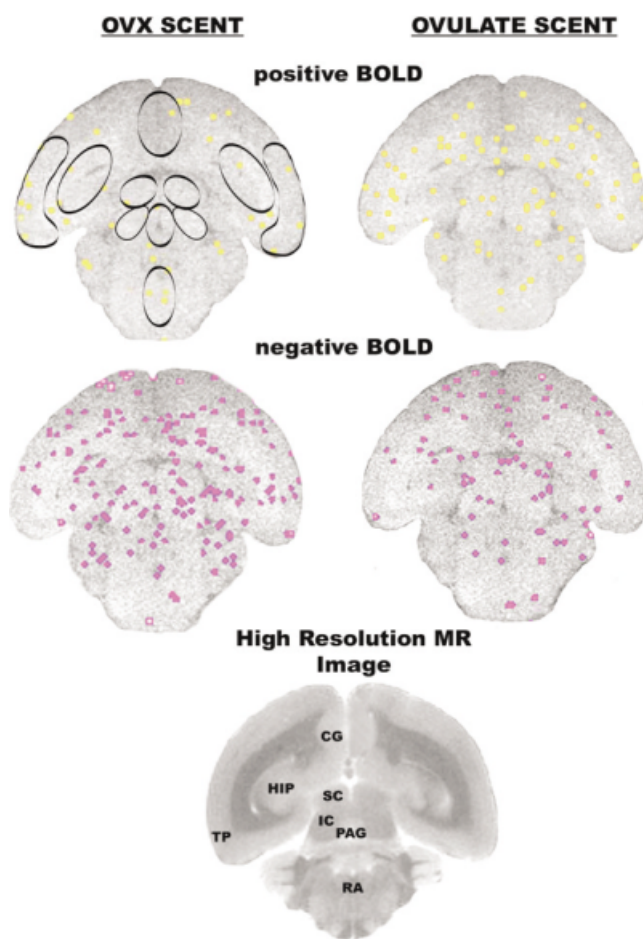 OVX SCENT
OVULATE SCENT
positive BOLD
negative BOLD
High Resolution MR
Image
CG
HIP
SC
IC
PAG
TP
RA